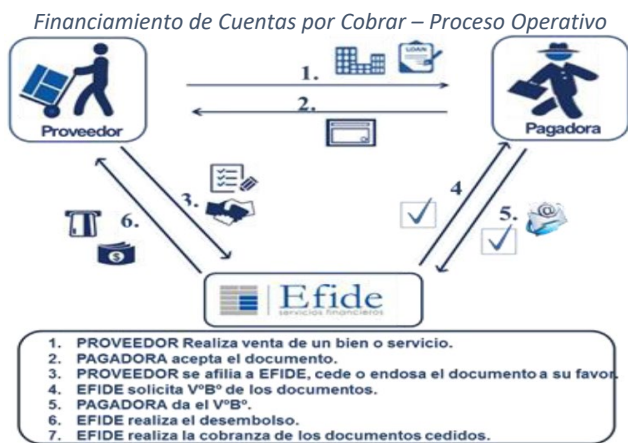 Financiamiento de Cuentas por Cobrar – Proceso Operativo
1.
LOAN
2.
Proveedor
Pagadora
3.
4
6.
5.
@
$
Efide
servicios financieros
1. PROVEEDOR Realiza venta de un bien o servicio.
2. PAGADORA acepta el documento.
3 PROVEEDOR se afilia a EFIDE, cede o endosa el documento a su favor.
4 EFIDE solicita VºBº de los documentos.
5. PAGADORA da el VºBº.
6 EFIDE realiza el desembolso.
7 EFIDE realiza la cobranza de los documentos cedidos.